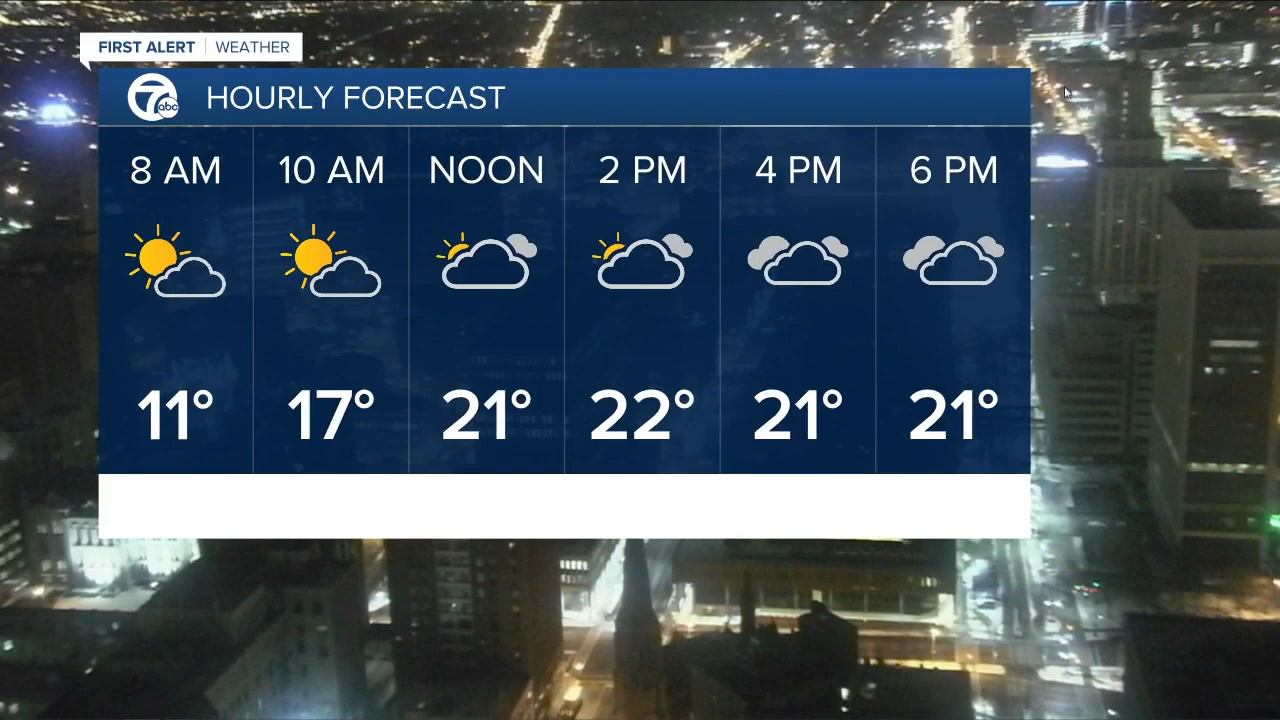 FIRST ALERT | WEATHER
7 abc HOURLY FORECAST
8 AM 10 AM NOON 2 PM 4 PM 6 PM
11° 17° 21° 22° 21° 21°